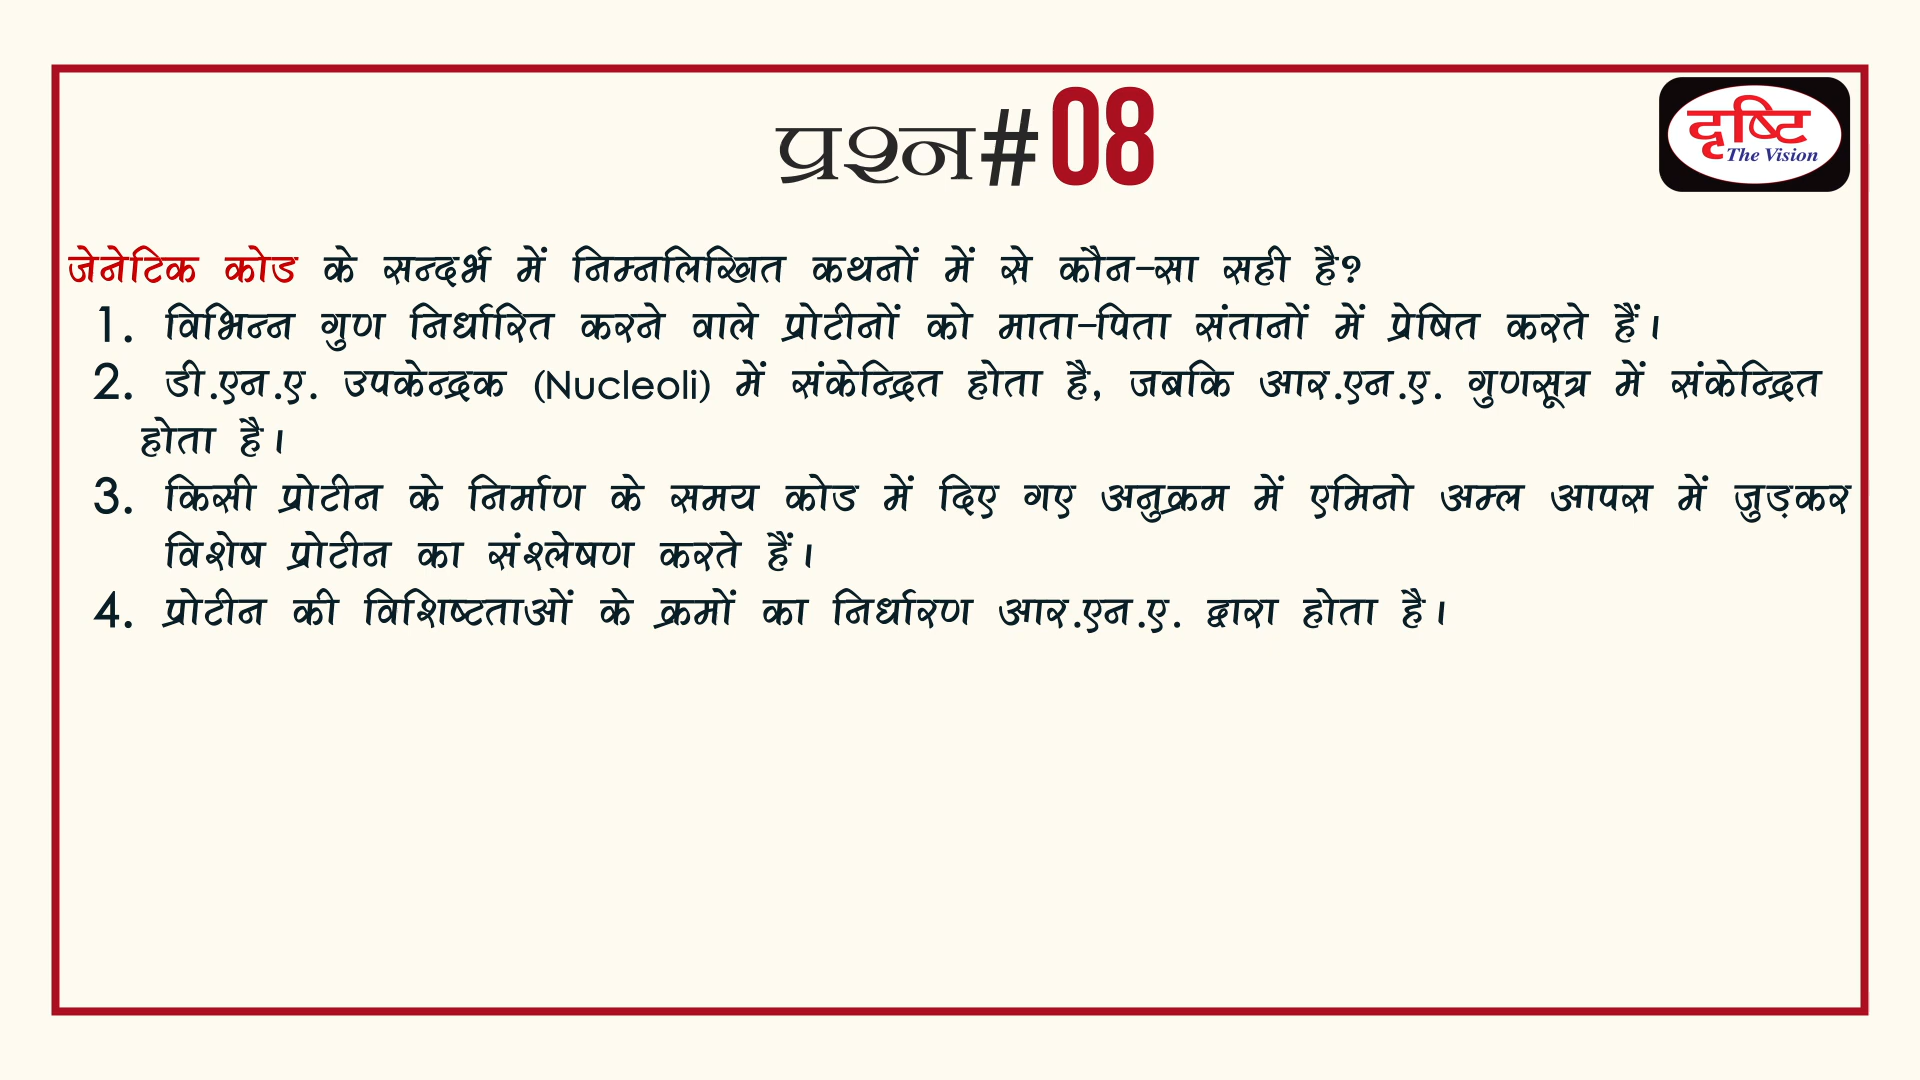 प्रश्न#08
दृष्टि
The Vision
जेनेटिक कोड के सन्दर्भ में निम्नलिखित कथनों में से कौन-सा सही है?
1. विभिन्न गुण निर्धारित करने वाले प्रोटीनों को माता-पिता संतानों में प्रेषित करते हैं।
2. डी.एन.ए. उपकेन्द्रक (Nucleoli) में संकेन्द्रित होता है, जबकि आर.एन.ए. गुणसूत्र में संकेन्द्रित
होता है।
3. किसी प्रोटीन के निर्माण के समय कोड में दिए गए अनुक्रम में एमिनो अम्ल आपस में जुड़कर
विशेष प्रोटीन का संश्लेषण करते हैं।
4. प्रोटीन की विशिष्टताओं के क्रमों का निर्धारण आर.एन.ए. द्वारा होता है।